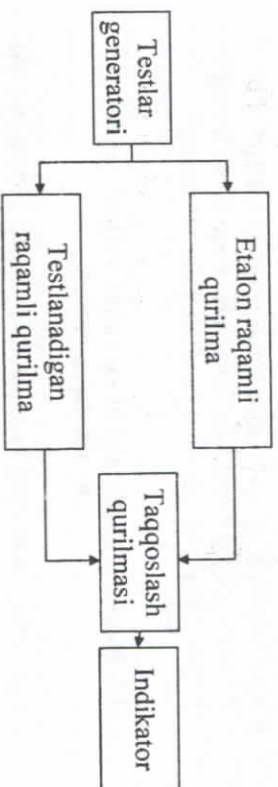 Testlar
generatori
Etalon raqamli
qurilma
Testlanadigan
raqamli qurilma
Taqqoslash
qurilmasi
Indikator